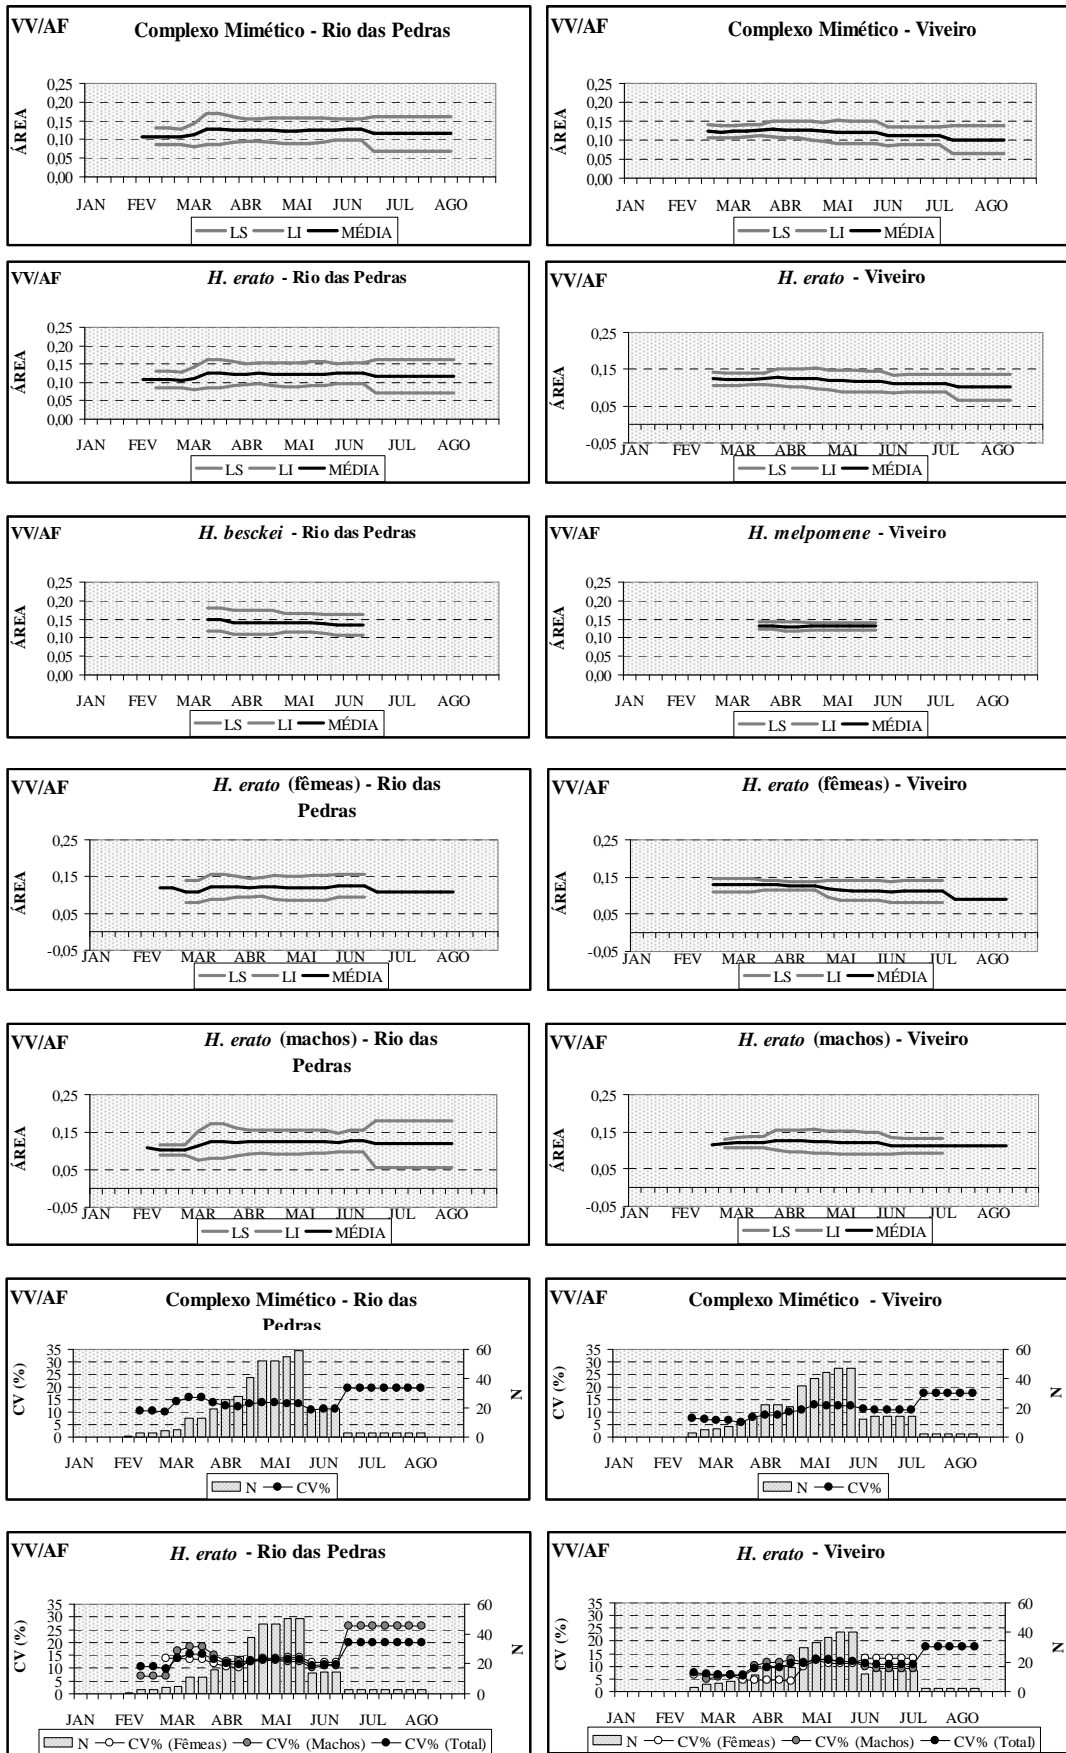 VV/AF
Complexo Mimético - Rio das Pedras
ÁREA
0,25
0,20
0,15
0,10
0,05
0,00
JAN FEV MAR ABR MAI JUN JUL AGO
LS LI MÉDIA
VV/AF
Complexo Mimético - Viveiro
ÁREA
0,25
0,20
0,15
0,10
0,05
0,00
JAN FEV MAR ABR MAI JUN JUL AGO
LS LI MÉDIA
VV/AF
H. erato - Rio das Pedras
ÁREA
0,25
0,20
0,15
0,10
0,05
0,00
JAN FEV MAR ABR MAI JUN JUL AGO
LS LI MÉDIA
VV/AF
H. erato - Viveiro
ÁREA
0,25
0,15
0,05
-0,05
JAN FEV MAR ABR MAI JUN JUL AGO
LS LI MÉDIA
VV/AF
H. besckei - Rio das Pedras
ÁREA
0,25
0,20
0,15
0,10
0,05
0,00
JAN FEV MAR ABR MAI JUN JUL AGO
LS LI MÉDIA
VV/AF
H. melpomene - Viveiro
ÁREA
0,25
0,20
0,15
0,10
0,05
0,00
JAN FEV MAR ABR MAI JUN JUL AGO
LS LI MÉDIA
VV/AF
H. erato (fêmeas) - Rio das
Pedras
ÁREA
0,25
0,15
0,05
-0,05
JAN FEV MAR ABR MAI JUN JUL AGO
LS LI MÉDIA
VV/AF
H. erato (fêmeas) - Viveiro
ÁREA
0,25
0,15
0,05
-0,05
JAN FEV MAR ABR MAI JUN JUL AGO
LS LI MÉDIA
VV/AF
H. erato (machos) - Rio das
Pedras
ÁREA
0,25
0,15
0,05
-0,05
JAN FEV MAR ABR MAI JUN JUL AGO
LS LI MÉDIA
VV/AF
H. erato (machos) - Viveiro
ÁREA
0,25
0,15
0,05
-0,05
JAN FEV MAR ABR MAI JUN JUL AGO
LS LI MÉDIA
VV/AF
Complexo Mimético - Rio das
Pedras
CV (%)
35
30
25
20
15
10
5
0
60
40
20
0
N
JAN FEV MAR ABR MAI JUN JUL AGO
N CV%
VV/AF
Complexo Mimético - Viveiro
CV (%)
35
30
25
20
15
10
5
0
60
40
20
0
N
JAN FEV MAR ABR MAI JUN JUL AGO
N CV%
VV/AF
H. erato - Rio das Pedras
CV (%)
35
30
25
20
15
10
5
0
60
40
20
0
N
JAN FEV MAR ABR MAI JUN JUL AGO
N CV% (Fêmeas) CV% (Machos) CV% (Total)
VV/AF
H. erato - Viveiro
CV (%)
35
30
25
20
15
10
5
0
60
40
20
0
N
JAN FEV MAR ABR MAI JUN JUL AGO
N CV% (Fêmeas) CV% (Machos) CV% (Total)